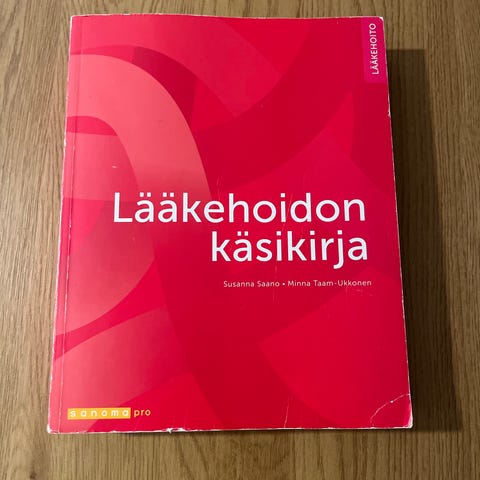 LÄÄKEHOITO
Lääkehoidon
käsikirja
Susanna Saano • Minna Taam-Ukkonen
sanoma pro